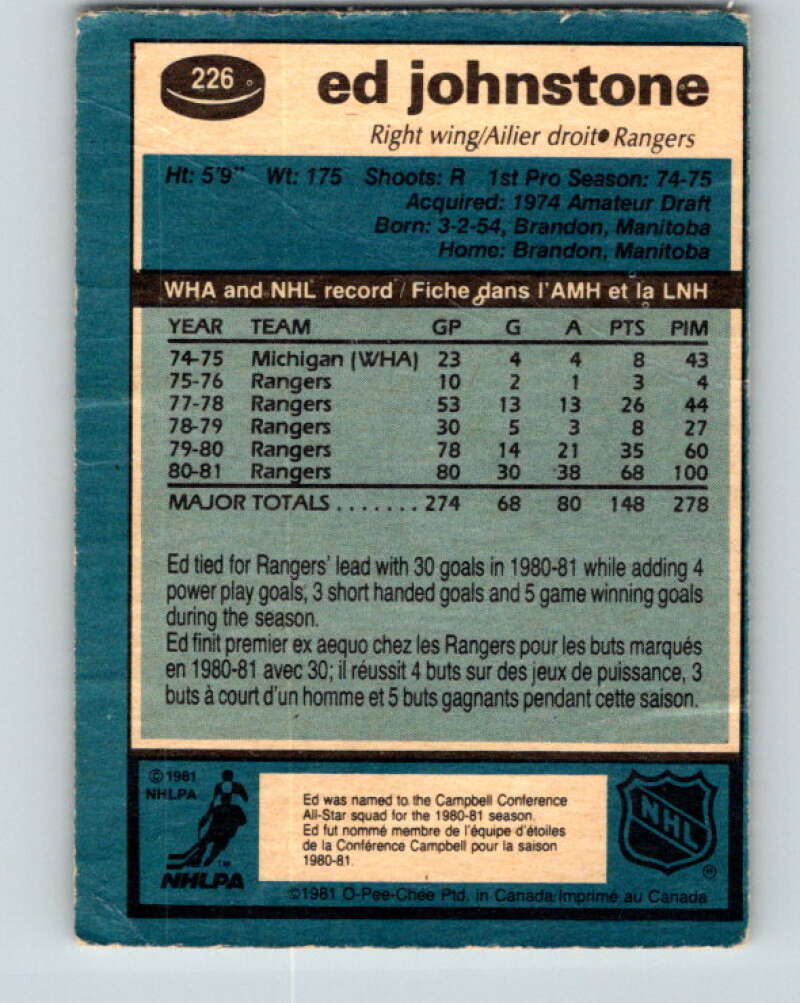 226
ed johnstone
Right wing/Ailier droit● Rangers
Ht: 5'9" Wt: 175 Shoots: R 1st Pro Season: 74-75
Acquired: 1974 Amateur Draft
Born: 3-2-54, Brandon, Manitoba
Home: Brandon, Manitoba
WHA and NHL record / Fiche dans l'AMH et la LNH
YEAR TEAM GP G A PTS PIM
74-75 Michigan (WHA) 23 4 4 8 43
75-76 Rangers 10 2 1 3 4
77-78 Rangers 53 13 13 26 44
78-79 Rangers 30 5 3 8 27
79-80 Rangers 78 14 21 35 60
80-81 Rangers 80 30 38 68 100
MAJOR TOTALS ....... 274 68 80 148 278
Ed tied for Rangers' lead with 30 goals in 1980-81 while adding 4
power play goals, 3 short handed goals and 5 game winning goals
during the season.
Ed finit premier ex aequo chez les Rangers pour les buts marqués
en 1980-81 avec 30; il réussit 4 buts sur des jeux de puissance, 3
buts à court d'un homme et 5 buts gagnants pendant cette saison.
© 1981
NHLPA
TM
NHLPA
Ed was named to the Campbell Conference
All-Star squad for the 1980-81 season.
Ed fut nommé membre de l'équipe d'étoiles
de la Conférence Campbell pour la saison
1980-81.
NHL
®
©1981 O-Pee-Chee Ptd. in Canada/Imprimé au Canada